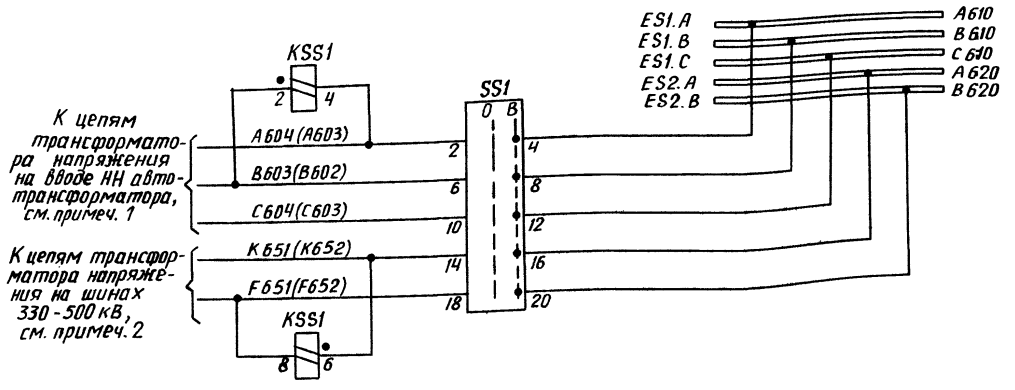 ES1.A
A610
ES1.B
B610
ES1.C
C610
ES2.A
A620
ES2.B
B620
KSS1
2 4
SS1
О В
К цепям
трансформато-
ра напряжения
на вводе НН авто-
трансформатора,
см. примеч. 1
A604 (A603)
2 4
B603(B602)
6 8
C604(C603)
10 12
К цепям трансфор-
матора напряже-
ния на шинах
330-500 кВ,
см. примеч. 2
K651 (K652)
14 16
F651(F652)
18 20
KSS1
8 6